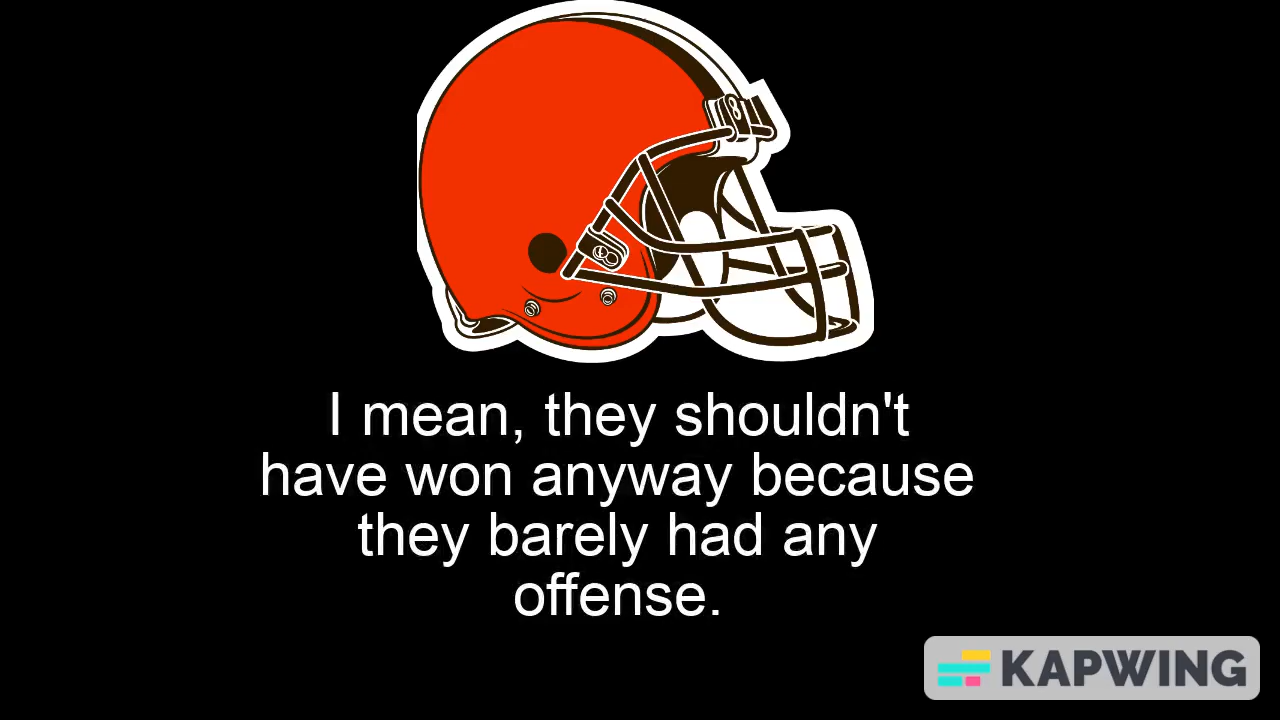 I mean, they shouldn't
have won anyway because
they barely had any
offense.
KAPWING